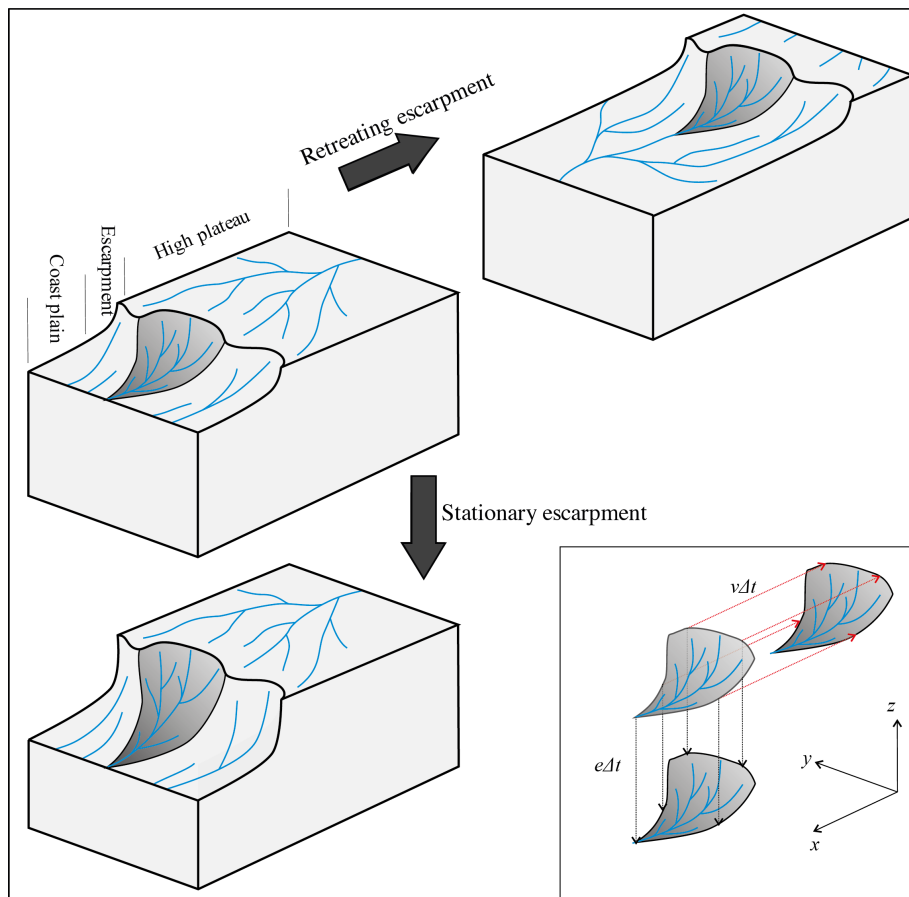 Retreating escarpment
High plateau
Escarpment
Coast plain
Stationary escarpment
vΔt
eΔt
z
y
x